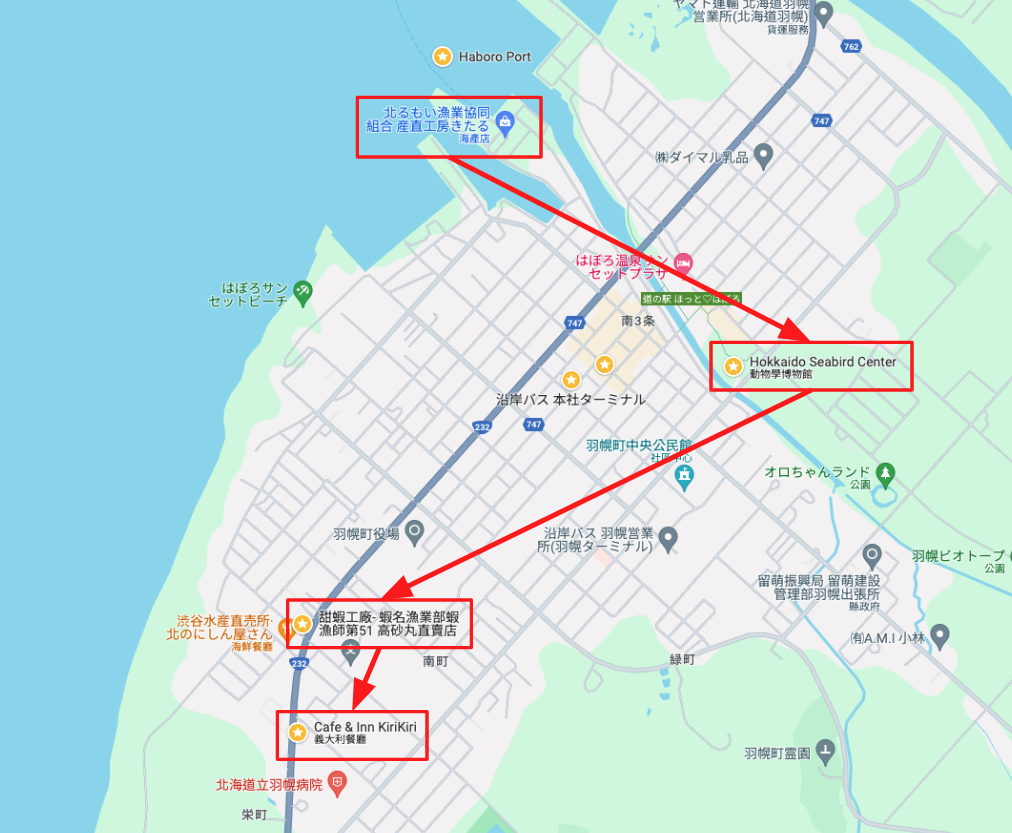 ヤマト運輸 北海道羽幌
営業所(北海道羽幌)
貨運服務
762
Haboro Port
北るもい漁業協同
組合 産直工房きたる
海產店
747
㈱ダイマル乳品
はぼろ温泉サン
セットプラザ
はぼろサン
セットビーチ
道の駅 ほっと♡はぼろ
747
南3条
Hokkaido Seabird Center
動物學博物館
沿岸バス 本社ターミナル
232
747
羽幌町中央公民館
社區中心
オロちゃんランド
公園
羽幌町役場
沿岸バス 羽幌営業
所(羽幌ターミナル)
羽幌ビオトープ (
公園
留萌振興局 留萌建設
管理部羽幌出張所
縣政府
渋谷水産直売所·
北のにしん屋さん
海鮮餐廳
甜蝦工廠- 蝦名漁業部蝦
漁師第51 高砂丸直賣店
㈲A.M.I 小林
232
南町
緑町
Cafe & Inn KiriKiri
義大利餐廳
羽幌町霊園
北海道立羽幌病院
栄町